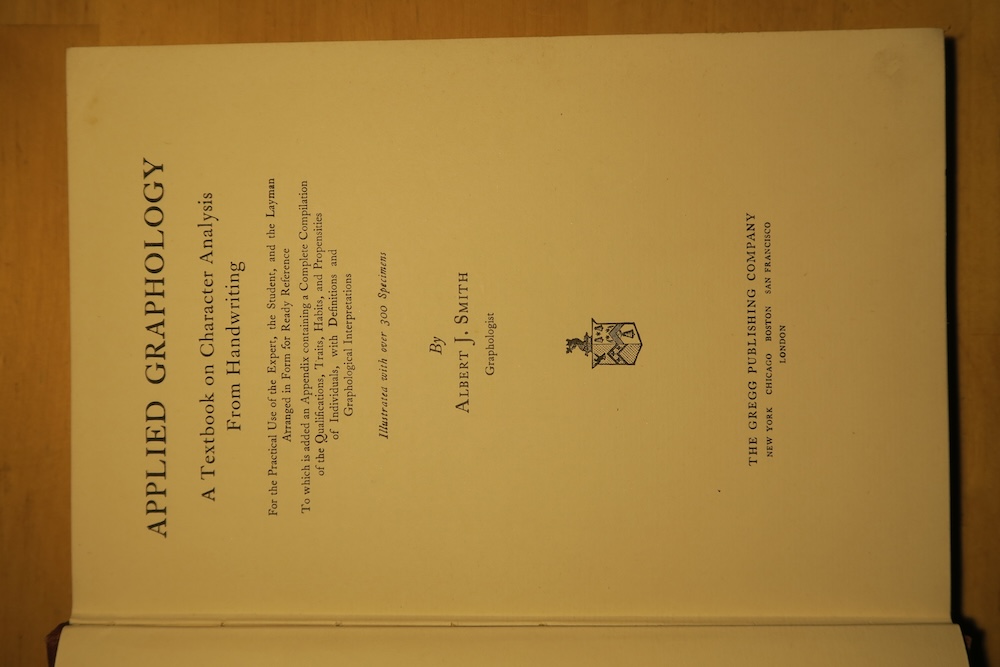 APPLIED GRAPHOLOGY
A Textbook on Character Analysis
From Handwriting
For the Practical Use of the Expert, the Student, and the Layman
Arranged in Form for Ready Reference
To which is added an Appendix containing a Complete Compilation
of the Qualifications, Traits, Habits, and Propensities
of Individuals, with Definitions and
Graphological Interpretations
Illustrated with over 300 Specimens
By
ALBERT J. SMITH
Graphologist
THE GREGG PUBLISHING COMPANY
NEW YORK CHICAGO BOSTON SAN FRANCISCO
LONDON